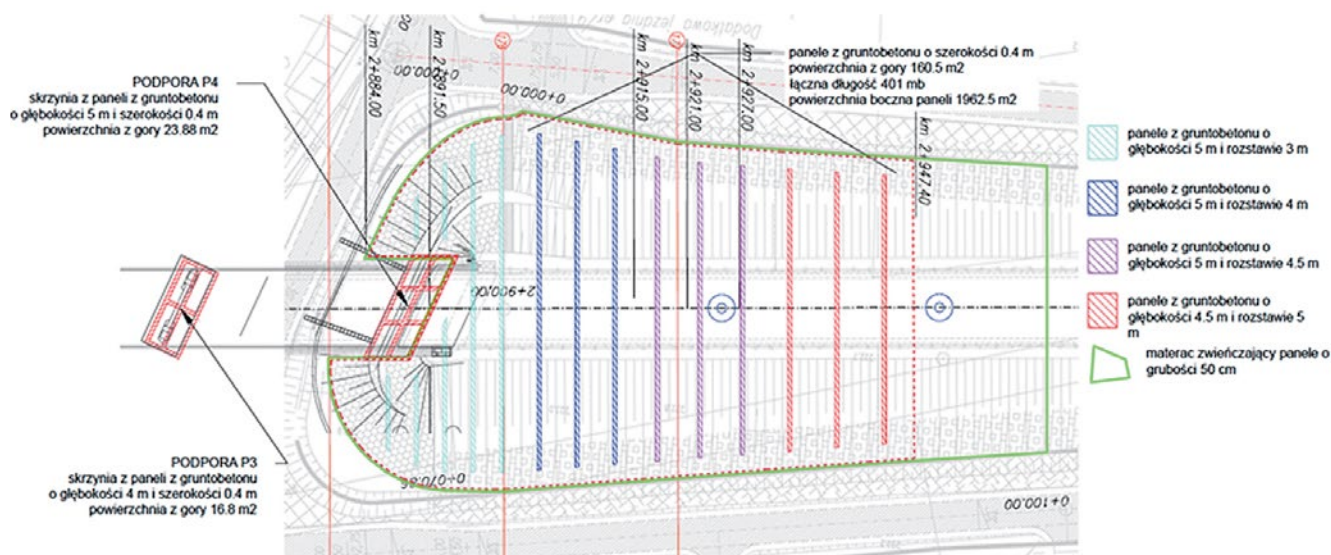 Dodatkowa jezdnia
km 2+884.00
km 2+891.50
0+000.00
0+000.00
km 2+915.00
km 2+921.00
km 2+927.00
km 2+947.40
panele z gruntobetonu o szerokości 0.4 m
powierzchnia z gory 160.5 m2
łączna długość 401 mb
powierzchnia boczna paneli 1962.5 m2
PODPORA P4
skrzynia z paneli z gruntobetonu
o głębokości 5 m i szerokości 0.4 m
powierzchnia z gory 23.88 m2
panele z gruntobetonu o
głębokości 5 m i rozstawie 3 m
panele z gruntobetonu o
głębokości 5 m i rozstawie 4 m
panele z gruntobetonu o
głębokości 5 m i rozstawie 4.5 m
panele z gruntobetonu o
głębokości 4.5 m i rozstawie 5
m
materac zwieńczający panele o
grubości 50 cm
2+900,00
PODPORA P3
skrzynia z paneli z gruntobetonu
o głębokości 4 m i szerokości 0.4 m
powierzchnia z gory 16.8 m2
0+100.00